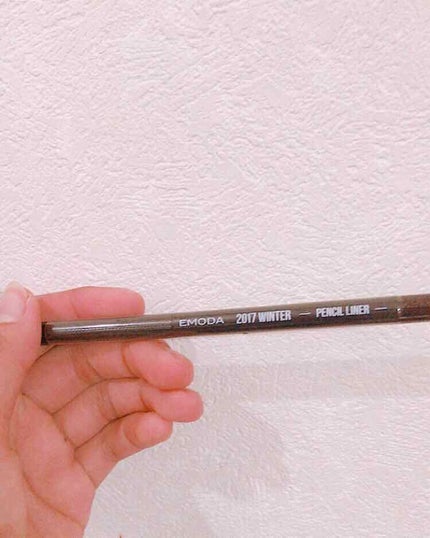 EMODA 2017 WINTER — PENCIL LINER —